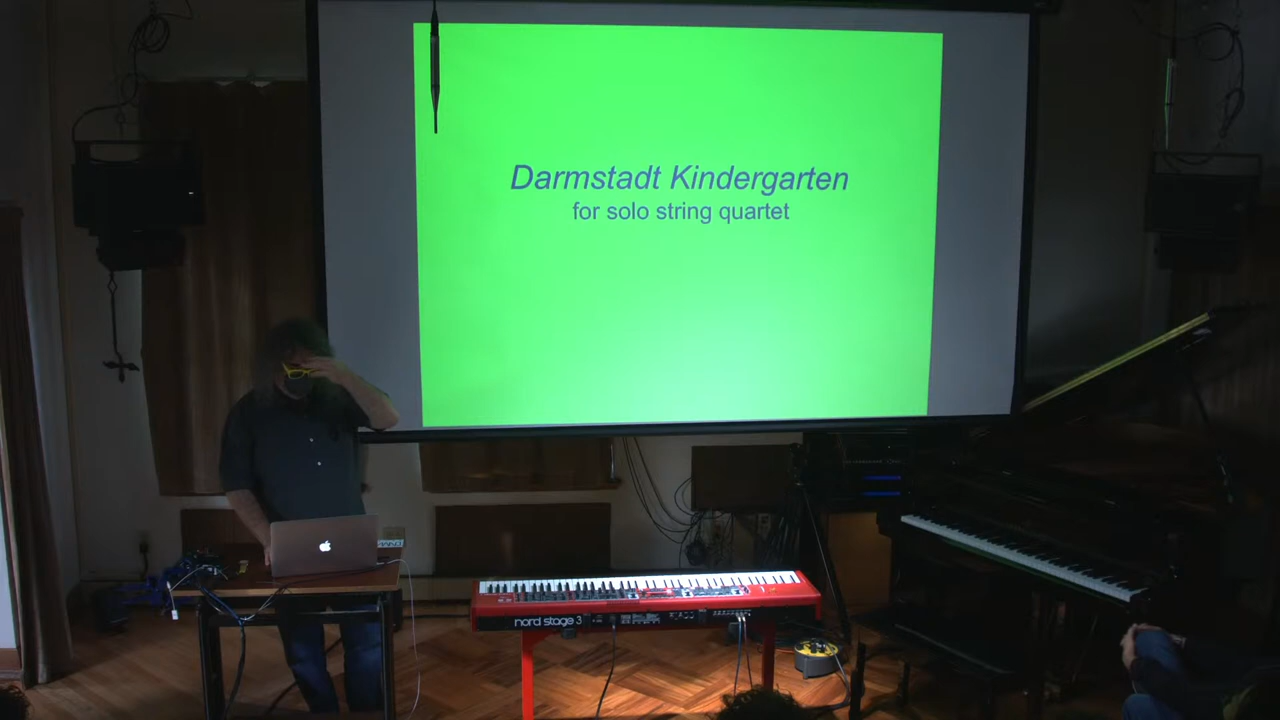 Darmstadt Kindergarten
for solo string quartet
nord stage 3